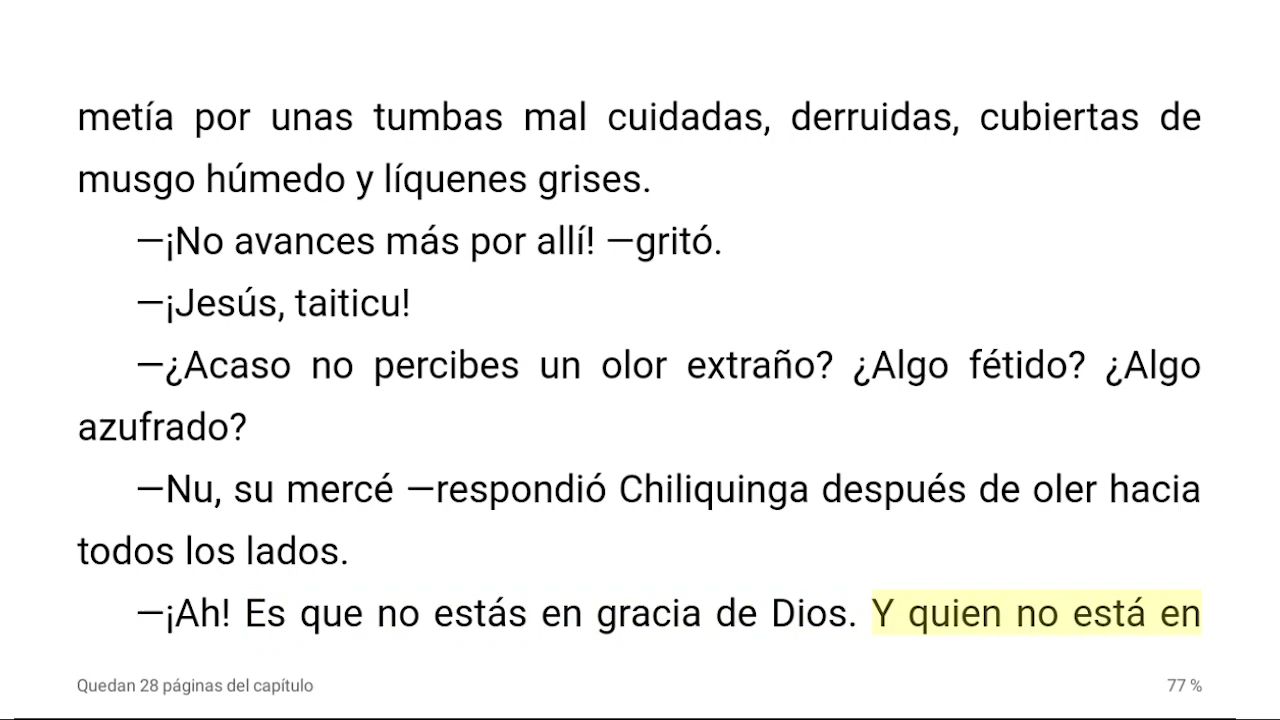 metía por unas tumbas mal cuidadas, derruidas, cubiertas de
musgo húmedo y líquenes grises.
—¡No avances más por allí! —gritó.
—¡Jesús, taiticu!
—¿Acaso no percibes un olor extraño? ¿Algo fétido? ¿Algo
azufrado?
—Nu, su mercé —respondió Chiliquinga después de oler hacia
todos los lados.
—¡Ah! Es que no estás en gracia de Dios. Y quien no está en
Quedan 28 páginas del capítulo
77 %